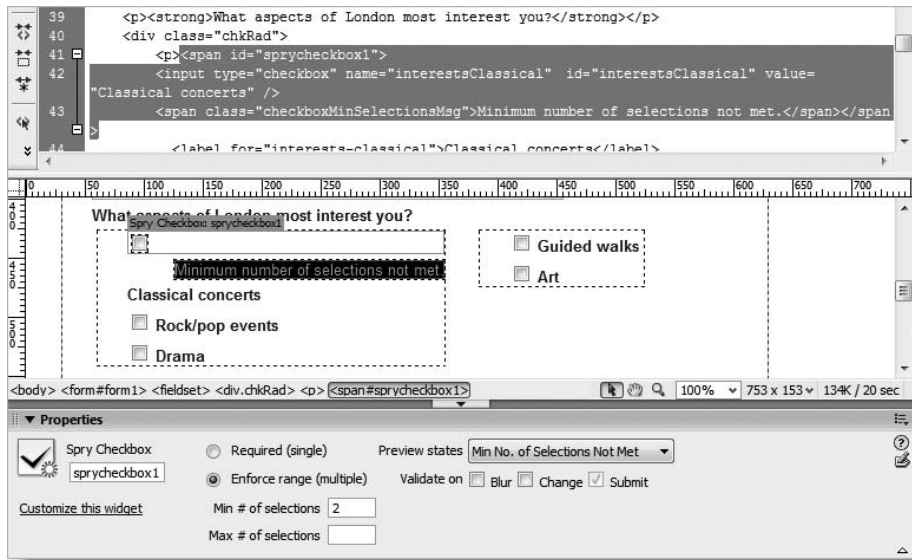 39 <p><strong>What aspects of London most interest you?</strong></p>
40 <div class="chkRad">
41 <p><span id="sprycheckbox1">
42 <input type="checkbox" name="interestsClassical" id="interestsClassical" value=
"Classical concerts" />
43 <span class="checkboxMinSelectionsMsg">Minimum number of selections not met.</span></span
>
44 <label for="interests-classical">Classical concerts</label>
0 50 100 150 200 250 300 350 400 450 500 550 600 650 700
400
450
500
What aspects of London most interest you?
Spry Checkbox: sprycheckbox1
Minimum number of selections not met.
Classical concerts
Rock/pop events
Drama
Guided walks
Art
<body> <form#form1> <fieldset> <div.chkRad> <p> <span#sprycheckbox1> 100% 753 x 153 134K / 20 sec
Properties
Spry Checkbox
sprycheckbox1
Customize this widget
Required (single)
Enforce range (multiple)
Min # of selections 2
Max # of selections
Preview states Min No. of Selections Not Met
Validate on Blur Change Submit